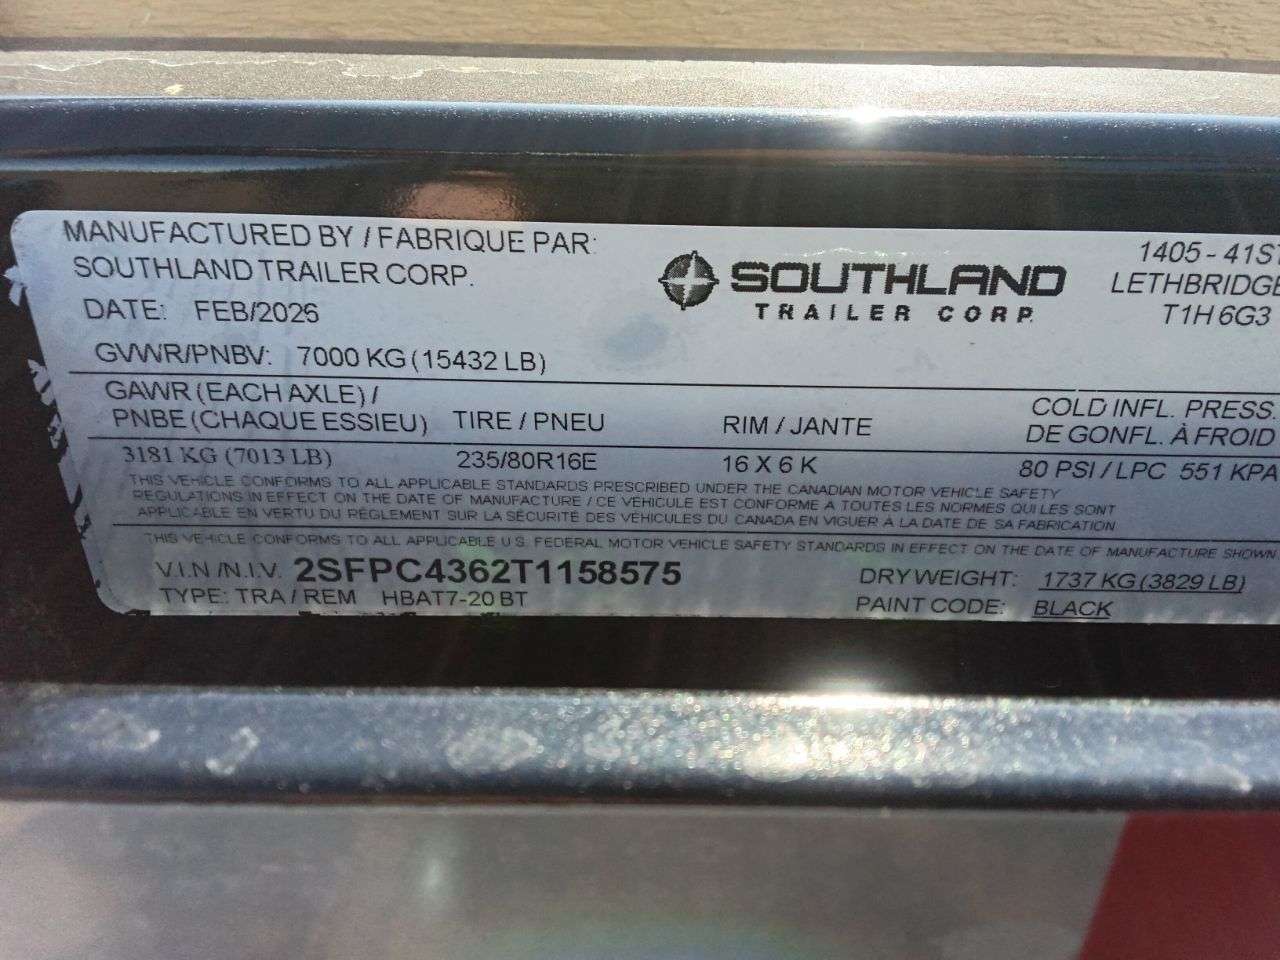 MANUFACTURED BY / FABRIQUE PAR:
SOUTHLAND TRAILER CORP.
DATE: FEB/2026
GVWR/PNBV: 7000 KG (15432 LB)
SOUTHLAND
TRAILER CORP.
1405 - 41ST
LETHBRIDGE
T1H 6G3
GAWR (EACH AXLE) /
PNBE (CHAQUE ESSIEU) TIRE / PNEU RIM / JANTE COLD. INFL. PRESS.
DE GONFL. À FROID
3181 KG (7013 LB) 235/80R16E 16 X 6 K 80 PSI / LPC 551 KPA
THIS VEHICLE CONFORMS TO ALL APPLICABLE STANDARDS PRESCRIBED UNDER THE CANADIAN MOTOR VEHICLE SAFETY
REGULATIONS IN EFFECT ON THE DATE OF MANUFACTURE / CE VEHICULE EST CONFORME A TOUTES LES NORMES QUI LES SONT
APPLICABLE EN VERTU DU RÈGLEMENT SUR LA SÉCURITÉ DES VÉHICULES DU CANADA EN VIGUER À LA DATE DE SA FABRICATION
THIS VEHICLE CONFORMS TO ALL APPLICABLE U.S. FEDERAL MOTOR VEHICLE SAFETY STANDARDS IN EFFECT ON THE DATE OF MANUFACTURE SHOWN
V.I.N /N.I.V. 2SFPC4362T1158575 DRY WEIGHT: 1737 KG (3829 LB)
TYPE: TRA / REM HBAT7-20 BT PAINT CODE: BLACK